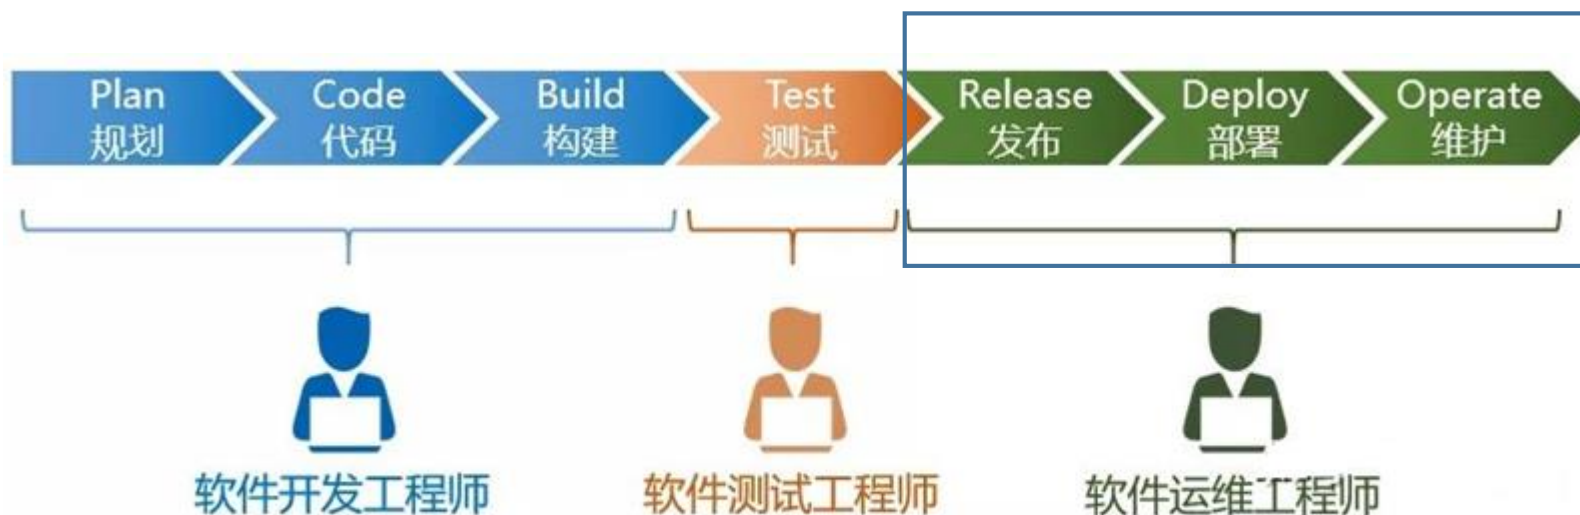 Plan
规划
Code
代码
Build
构建
Test
测试
Release
发布
Deploy
部署
Operate
维护
软件开发工程师
软件测试工程师
软件运维工程师